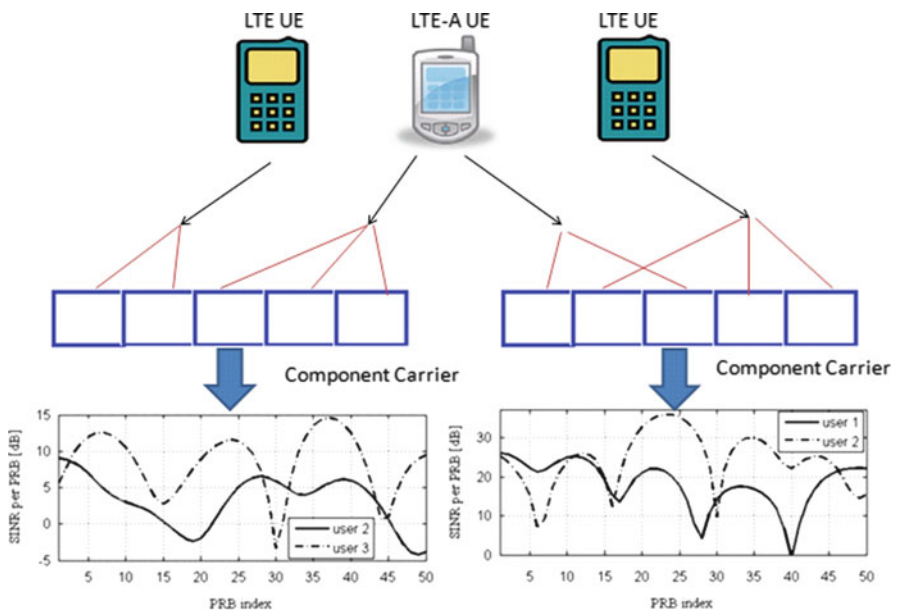 LTE UE
LTE-A UE
LTE UE
Component Carrier
Component Carrier
SINR per PRB [dB]
15
10
5
0
-5
user 2
user 3
5 10 15 20 25 30 35 40 45 50
PRB index
SINR per PRB [dB]
30
20
10
0
user 1
user 2
5 10 15 20 25 30 35 40 45 50
PRB index